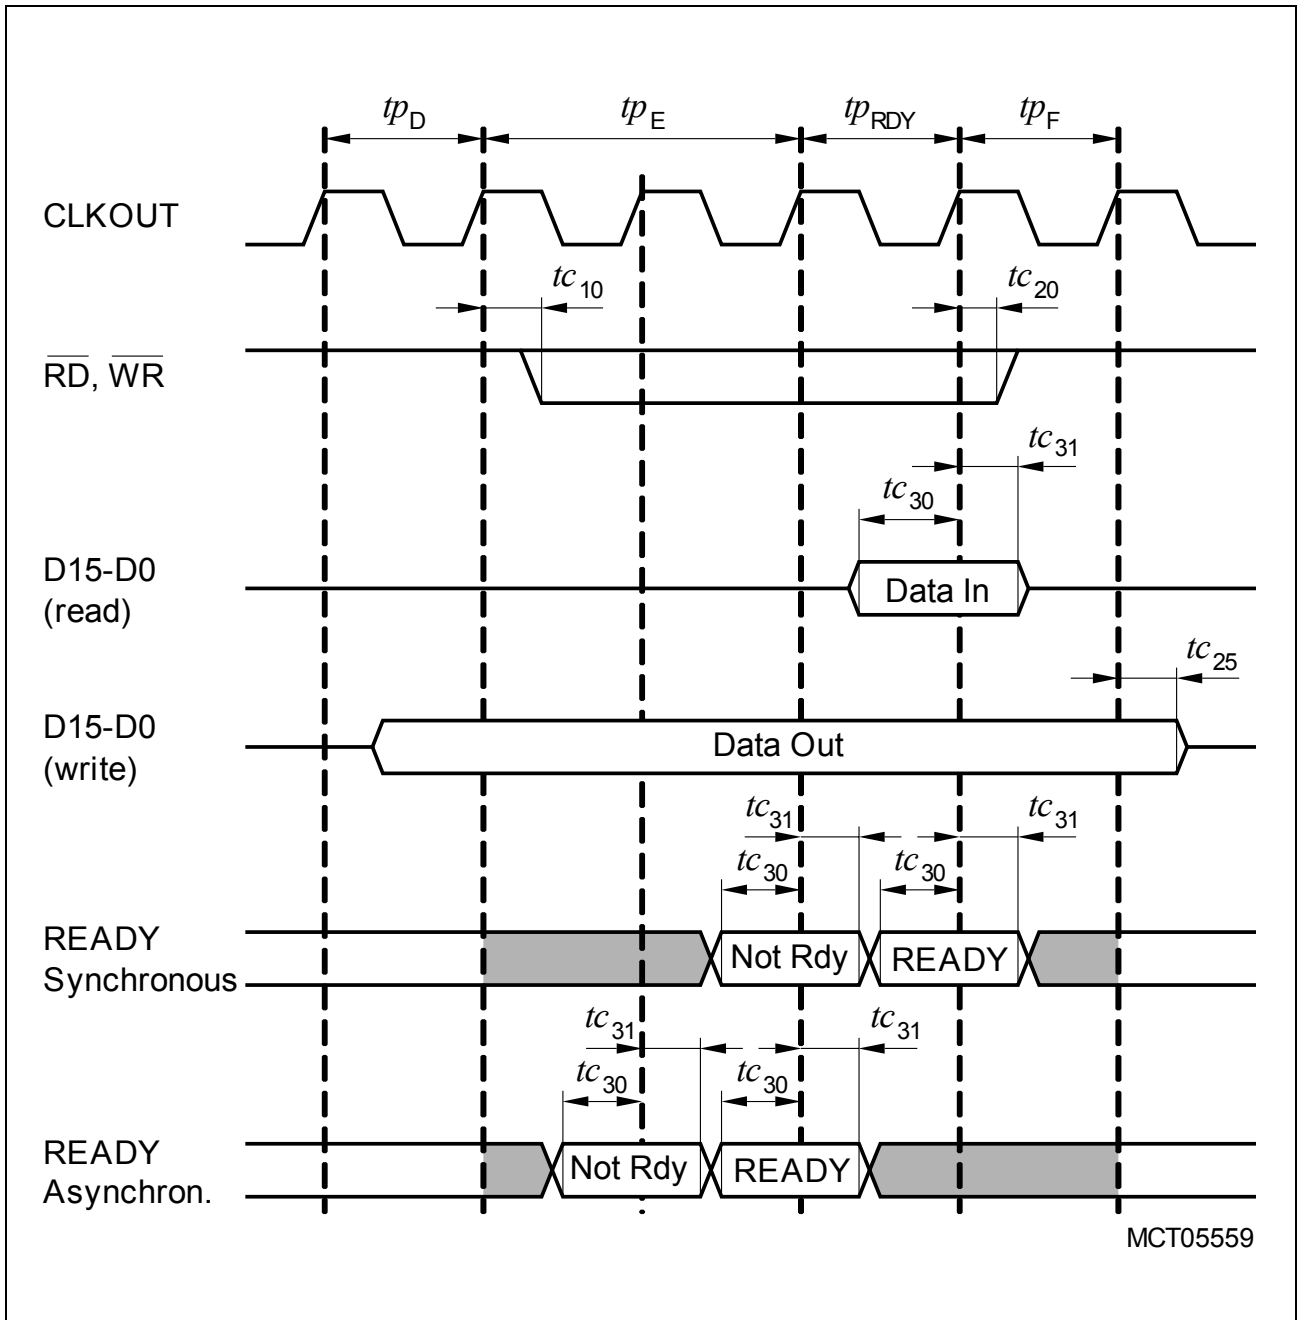 tpD tpE tpRDY tpF
CLKOUT
tc10 tc20
RD, WR
tc31
tc30
D15-D0
(read)
Data In
tc25
D15-D0
(write)
Data Out
tc31 tc31
tc30 tc30
READY
Synchronous
Not Rdy READY
tc31 tc31
tc30 tc30
READY
Asynchron.
Not Rdy READY
MCT05559